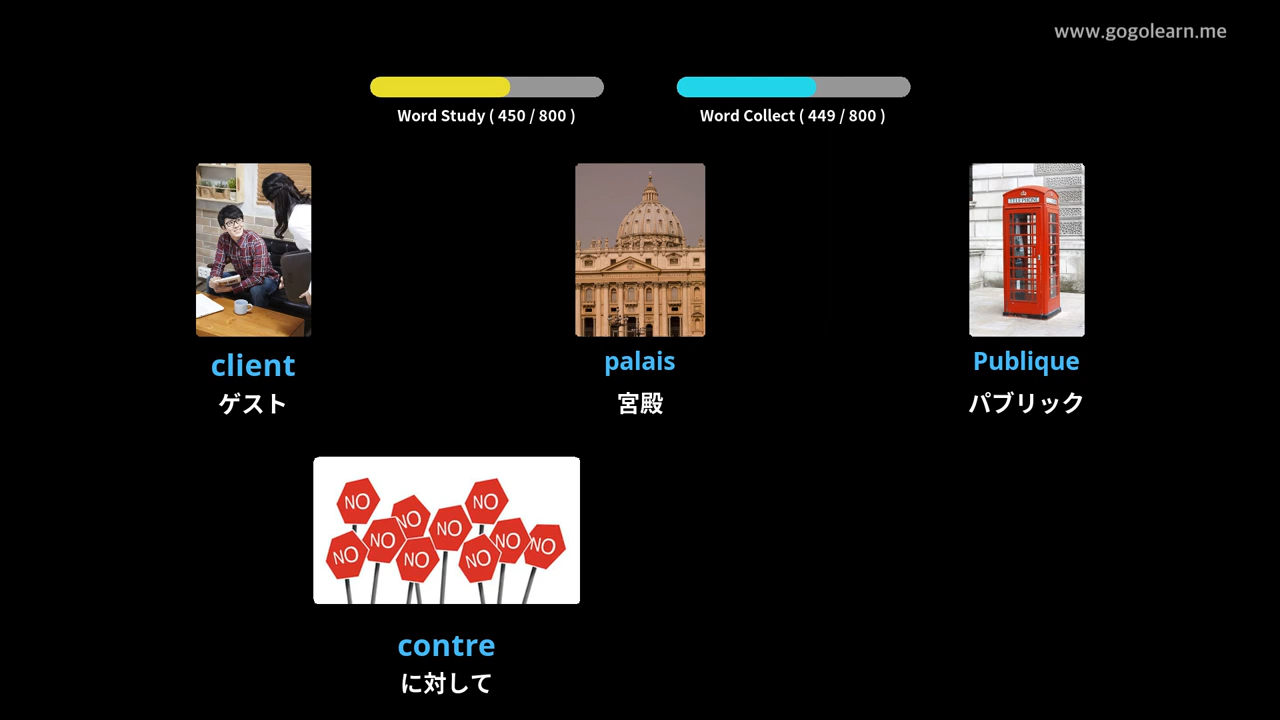 www.gogolearn.me
Word Study ( 450 / 800 )
Word Collect ( 449 / 800 )
TELEPHONE
client
ゲスト
palais
宮殿
Publique
パブリック
NO NO NO NO NO NO NO NO NO NO
contre
に対して